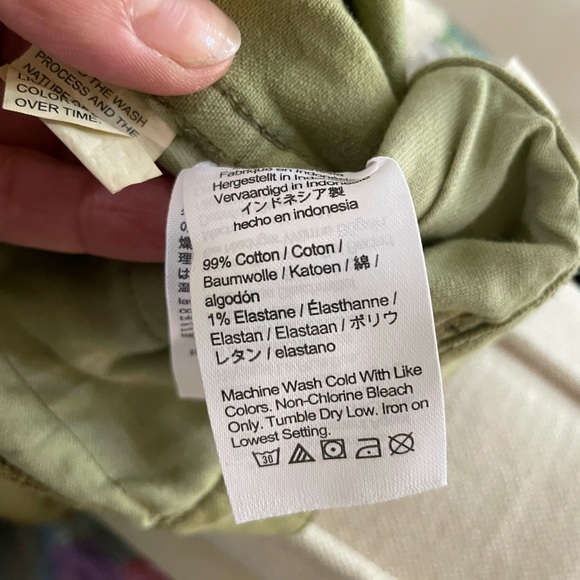 PROCESS
THE WASH
NATURE AND THE
COLOR
OVER TIME.
Fabriqué en Indonésie
Hergestellt in
Vervaardigd in
インドネシア製
hecho en indonesia
99% Cotton / Coton /
Baumwolle / Katoen / 綿 /
algodón
1% Elastane / Élasthanne /
Elastan / Elastaan / ポリウ
レタン / elastano
Machine Wash Cold With Like
Colors. Non-Chlorine Bleach
Only. Tumble Dry Low. Iron on
Lowest Setting.
30